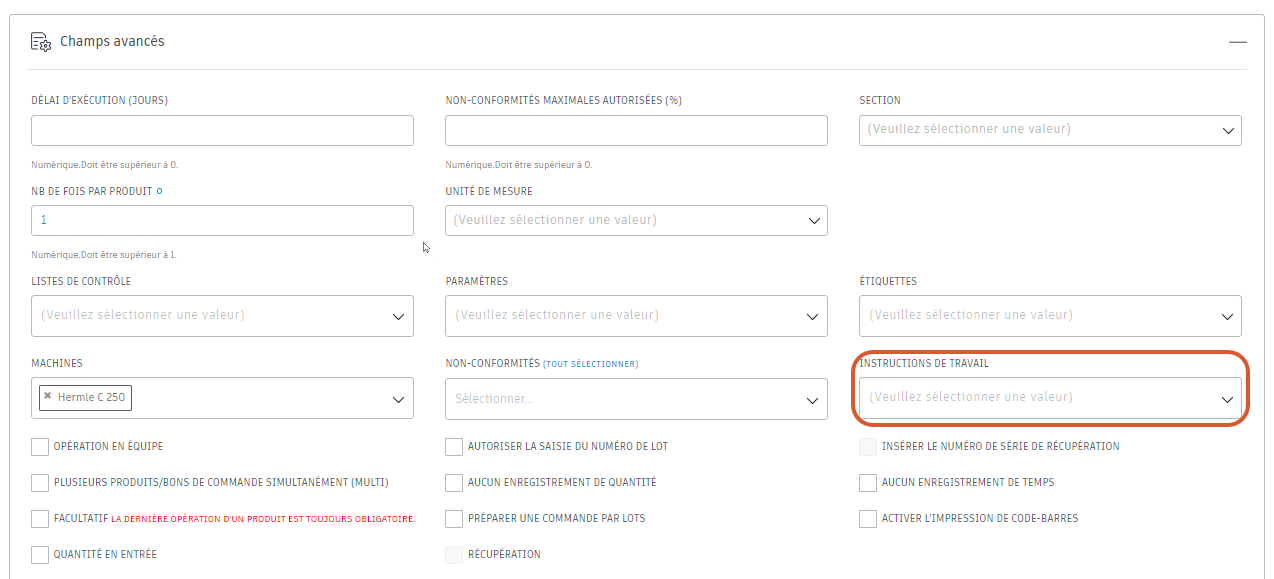 Champs avancés
DÉLAI D'EXÉCUTION (JOURS) NON-CONFORMITÉS MAXIMALES AUTORISÉES (%) SECTION
(Veuillez sélectionner une valeur)
Numérique.Doit être supérieur à 0. Numérique.Doit être supérieur à 0.
NB DE FOIS PAR PRODUIT UNITÉ DE MESURE
1 (Veuillez sélectionner une valeur)
Numérique.Doit être supérieur à 1.
LISTES DE CONTRÔLE PARAMÈTRES ÉTIQUETTES
(Veuillez sélectionner une valeur) (Veuillez sélectionner une valeur) (Veuillez sélectionner une valeur)
MACHINES NON-CONFORMITÉS (TOUT SÉLECTIONNER) INSTRUCTIONS DE TRAVAIL
Hermle C 250 Sélectionner... (Veuillez sélectionner une valeur)
OPÉRATION EN ÉQUIPE AUTORISER LA SAISIE DU NUMÉRO DE LOT INSÉRER LE NUMÉRO DE SÉRIE DE RÉCUPÉRATION
PLUSIEURS PRODUITS/BONS DE COMMANDE SIMULTANÉMENT (MULTI) AUCUN ENREGISTREMENT DE QUANTITÉ AUCUN ENREGISTREMENT DE TEMPS
FACULTATIF LA DERNIÈRE OPÉRATION D'UN PRODUIT EST TOUJOURS OBLIGATOIRE. PRÉPARER UNE COMMANDE PAR LOTS ACTIVER L'IMPRESSION DE CODE-BARRES
QUANTITÉ EN ENTRÉE RÉCUPÉRATION